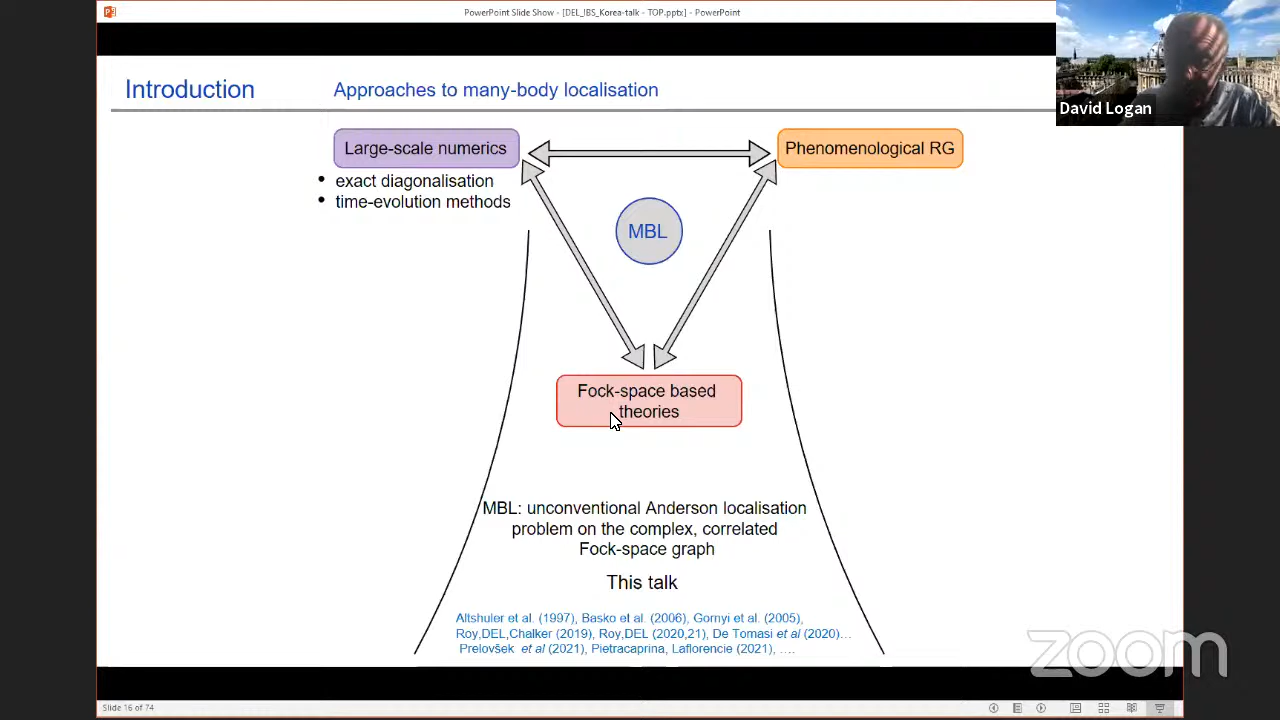 PowerPoint Slide Show - [DEL_IBS_Korea-talk - TOP.pptx] - PowerPoint
David Logan
Introduction
Approaches to many-body localisation
Large-scale numerics
Phenomenological RG
• exact diagonalisation
• time-evolution methods
MBL
Fock-space based
theories
MBL: unconventional Anderson localisation
problem on the complex, correlated
Fock-space graph
This talk
Altshuler et al. (1997), Basko et al. (2006), Gornyi et al. (2005),
Roy,DEL,Chalker (2019), Roy,DEL (2020,21), De Tomasi et al (2020)…
Prelovšek et al (2021), Pietracaprina, Laflorencie (2021), ....
zoom
Slide 16 of 74